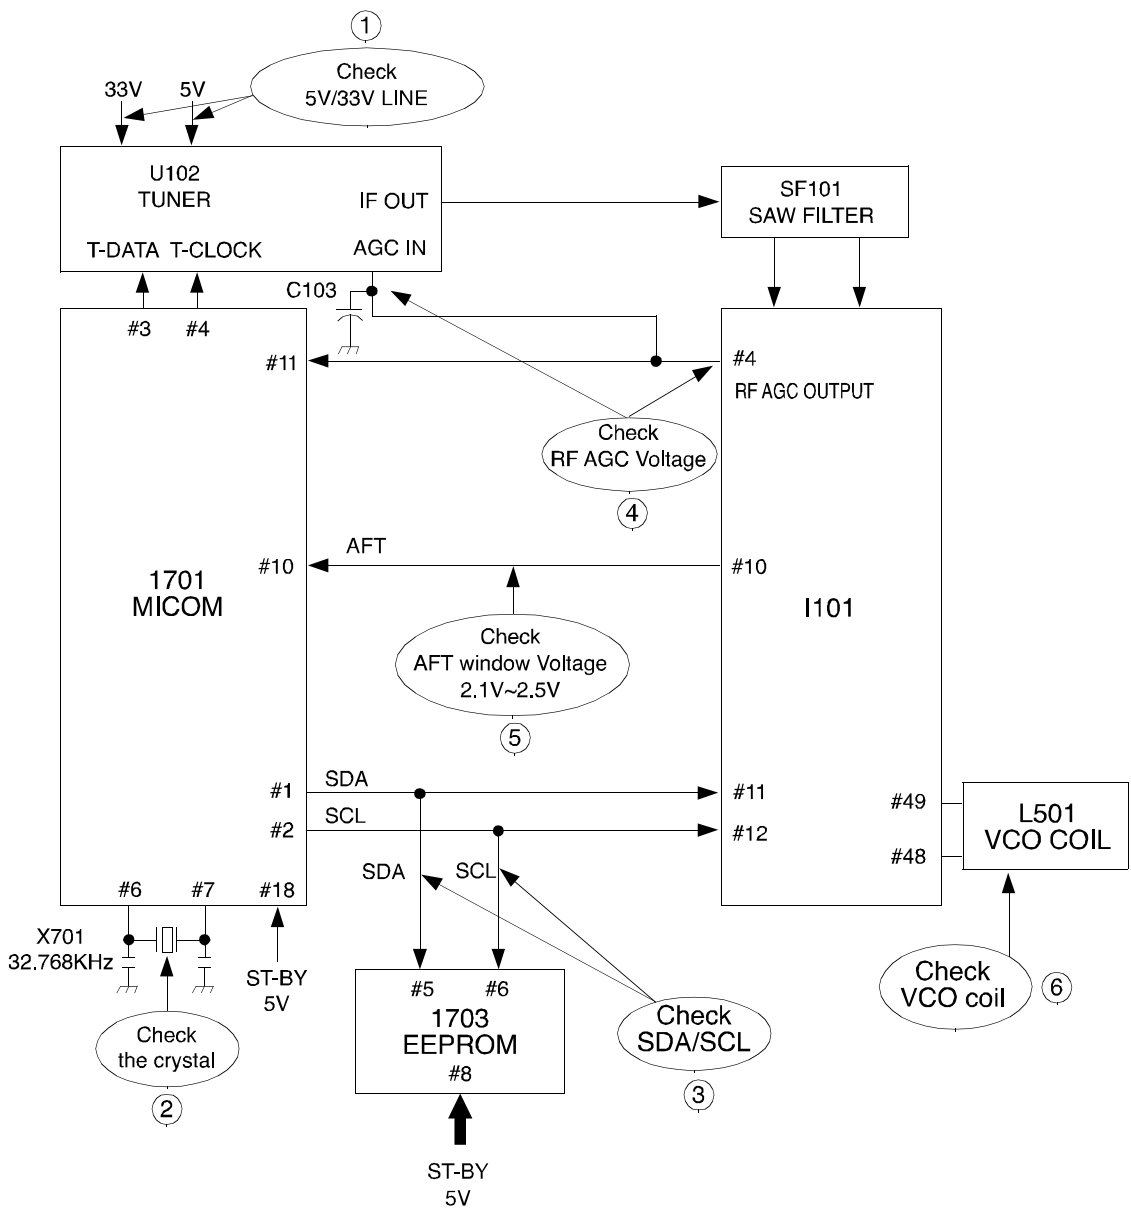 1
Check
5V/33V LINE
33V
5V
U102
TUNER
IF OUT
T-DATA T-CLOCK
AGC IN
SF101
SAW FILTER
C103
#3
#4
#11
#4
RF AGC OUTPUT
Check
RF AGC Voltage
4
AFT
#10
#10
1701
MICOM
I101
Check
AFT window Voltage
2.1V~2.5V
5
#1
SDA
#11
#2
SCL
#12
#49
#48
L501
VCO COIL
SDA
SCL
#6
#7
#18
X701
32.768KHz
ST-BY
5V
Check
the crystal
2
#5
#6
1703
EEPROM
#8
ST-BY
5V
Check
SDA/SCL
3
Check
VCO coil
6